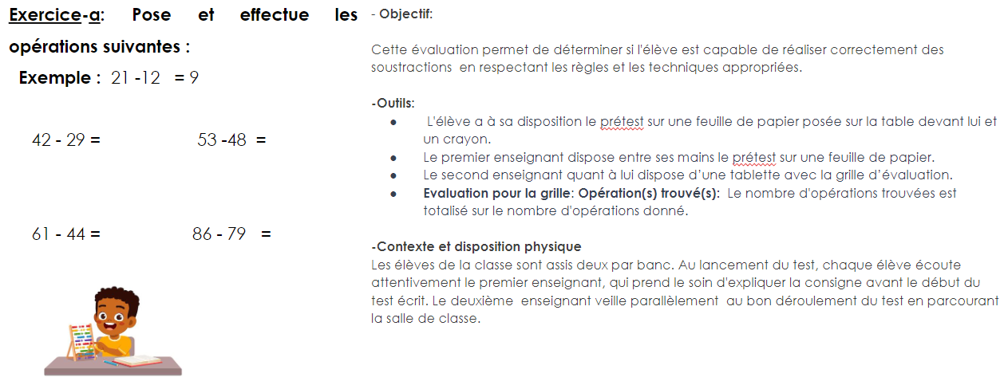 Exercice-a: Pose et effectue les
opérations suivantes :
Exemple : 21 -12 = 9
42 - 29 =
53 -48 =
61 - 44 =
86 - 79 =
- Objectif:
Cette évaluation permet de déterminer si l'élève est capable de réaliser correctement des
soustractions en respectant les règles et les techniques appropriées.
-Outils:
● L'élève a à sa disposition le prétest sur une feuille de papier posée sur la table devant lui et
un crayon.
● Le premier enseignant dispose entre ses mains le prétest sur une feuille de papier.
● Le second enseignant quant à lui dispose d’une tablette avec la grille d’évaluation.
● Evaluation pour la grille: Opération(s) trouvé(s): Le nombre d'opérations trouvées est
totalisé sur le nombre d'opérations donné.
-Contexte et disposition physique
Les élèves de la classe sont assis deux par banc. Au lancement du test, chaque élève écoute
attentivement le premier enseignant, qui prend le soin d'expliquer la consigne avant le début du
test écrit. Le deuxième enseignant veille parallèlement au bon déroulement du test en parcourant
la salle de classe.